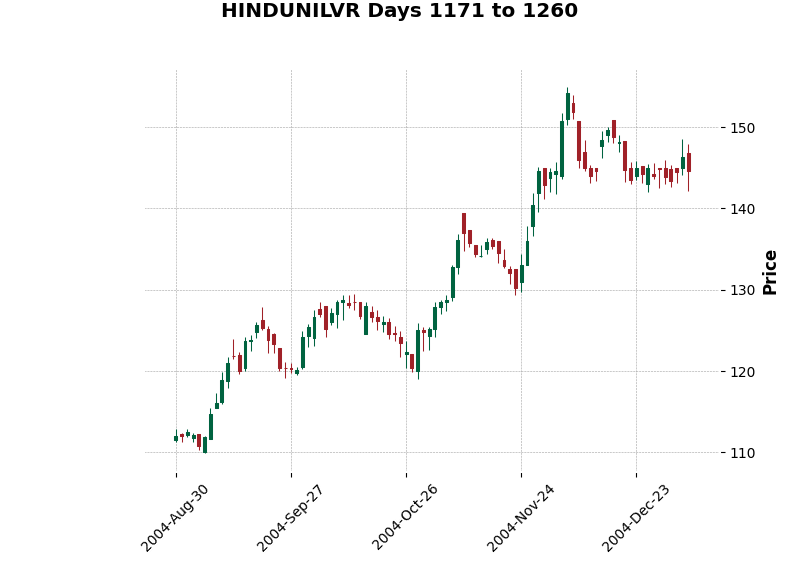 HINDUNILVR Days 1171 to 1260
150
140
130
120
110
Price
2004-Aug-30
2004-Sep-27
2004-Oct-26
2004-Nov-24
2004-Dec-23